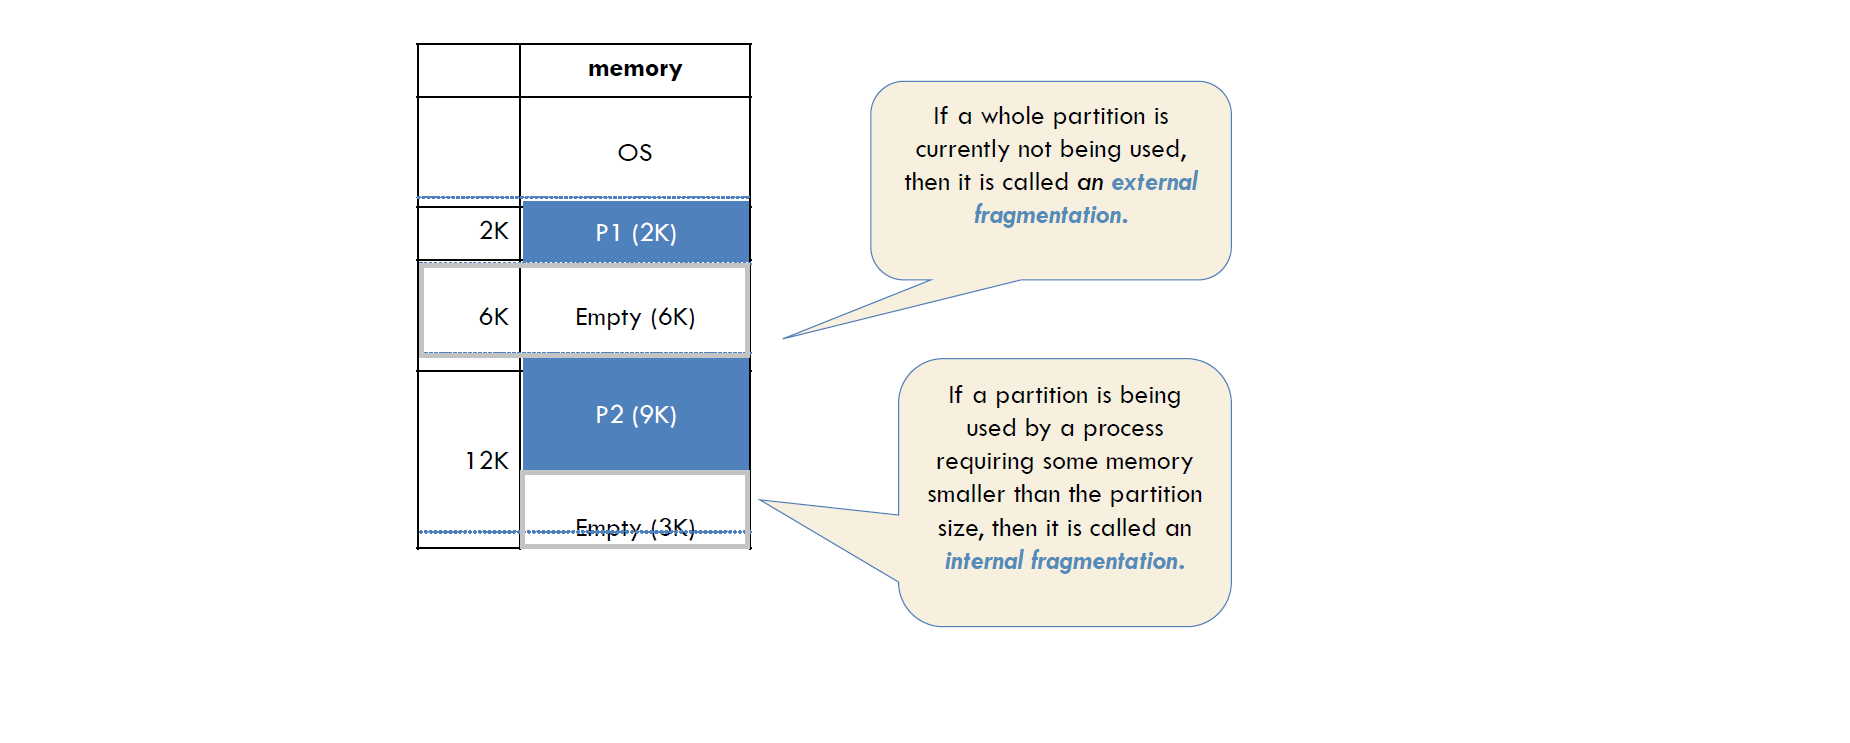 memory
OS
2K
P1 (2K)
6K
Empty (6K)
P2 (9K)
12K
Empty (3K)
If a whole partition is
currently not being used,
then it is called an external
fragmentation.
If a partition is being
used by a process
requiring some memory
smaller than the partition
size, then it is called an
internal fragmentation.